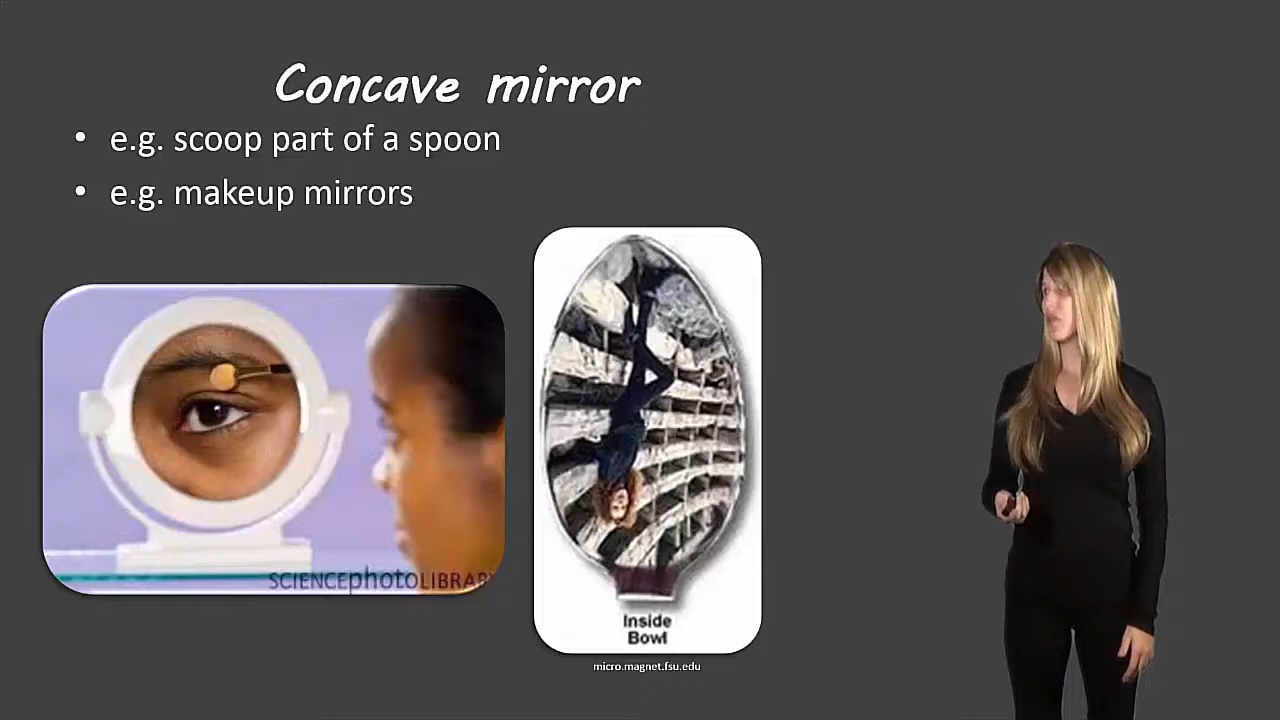 Concave mirror
• e.g. scoop part of a spoon
• e.g. makeup mirrors
SCIENCEphotoLIBRARY
Inside
Bowl
micro.magnet.fsu.edu